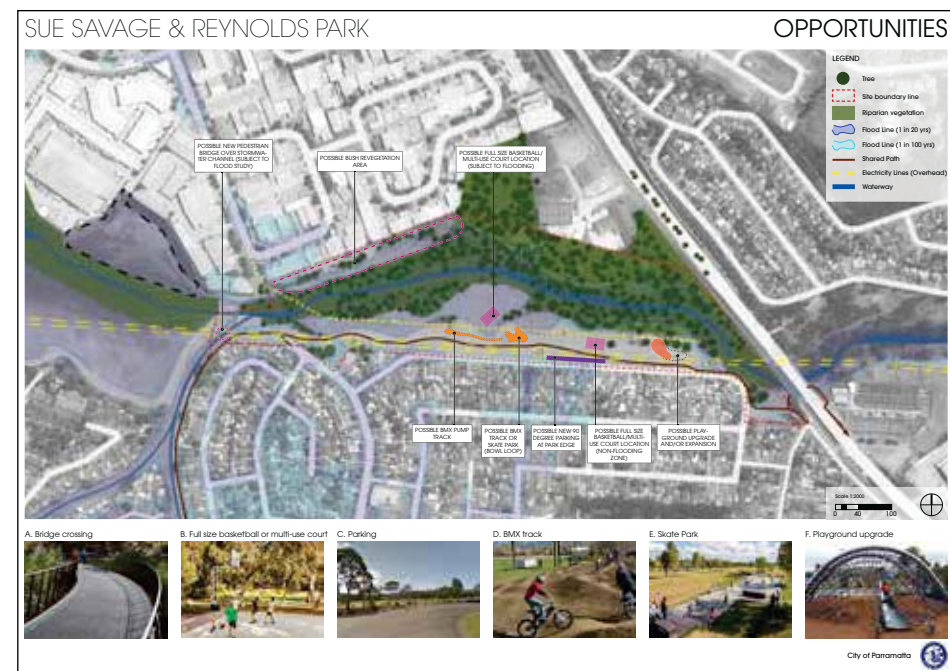 SUE SAVAGE & REYNOLDS PARK
OPPORTUNITIES
LEGEND
Tree
Site boundary line
Riparian vegetation
Flood Line (1 in 20 yrs)
Flood Line (1 in 100 yrs)
Shared Path
Electricity Lines (Overhead)
Waterway
POSSIBLE NEW PEDESTRIAN
BRIDGE OVER STORMWA-
TER CHANNEL (SUBJECT TO
FLOOD STUDY)
POSSIBLE BUSH REVEGETATION
AREA
POSSIBLE FULL SIZE BASKETBALL/
MULTI-USE COURT LOCATION
(SUBJECT TO FLOODING)
POSSIBLE BMX PUMP
TRACK
POSSIBLE BMX
TRACK OR
SKATE PARK
(BOWL LOOP)
POSSIBLE NEW 90
DEGREE PARKING
AT PARK EDGE
POSSIBLE FULL SIZE
BASKETBALL/MULTI-
USE COURT LOCATION
(NON-FLOODING
ZONE)
POSSIBLE PLAY-
GROUND UPGRADE
AND/OR EXPANSION
Scale 1:2000
0 40 100
A. Bridge crossing
B. Full size basketball or multi-use court
C. Parking
D. BMX track
E. Skate Park
F. Playground upgrade
City of Parramatta